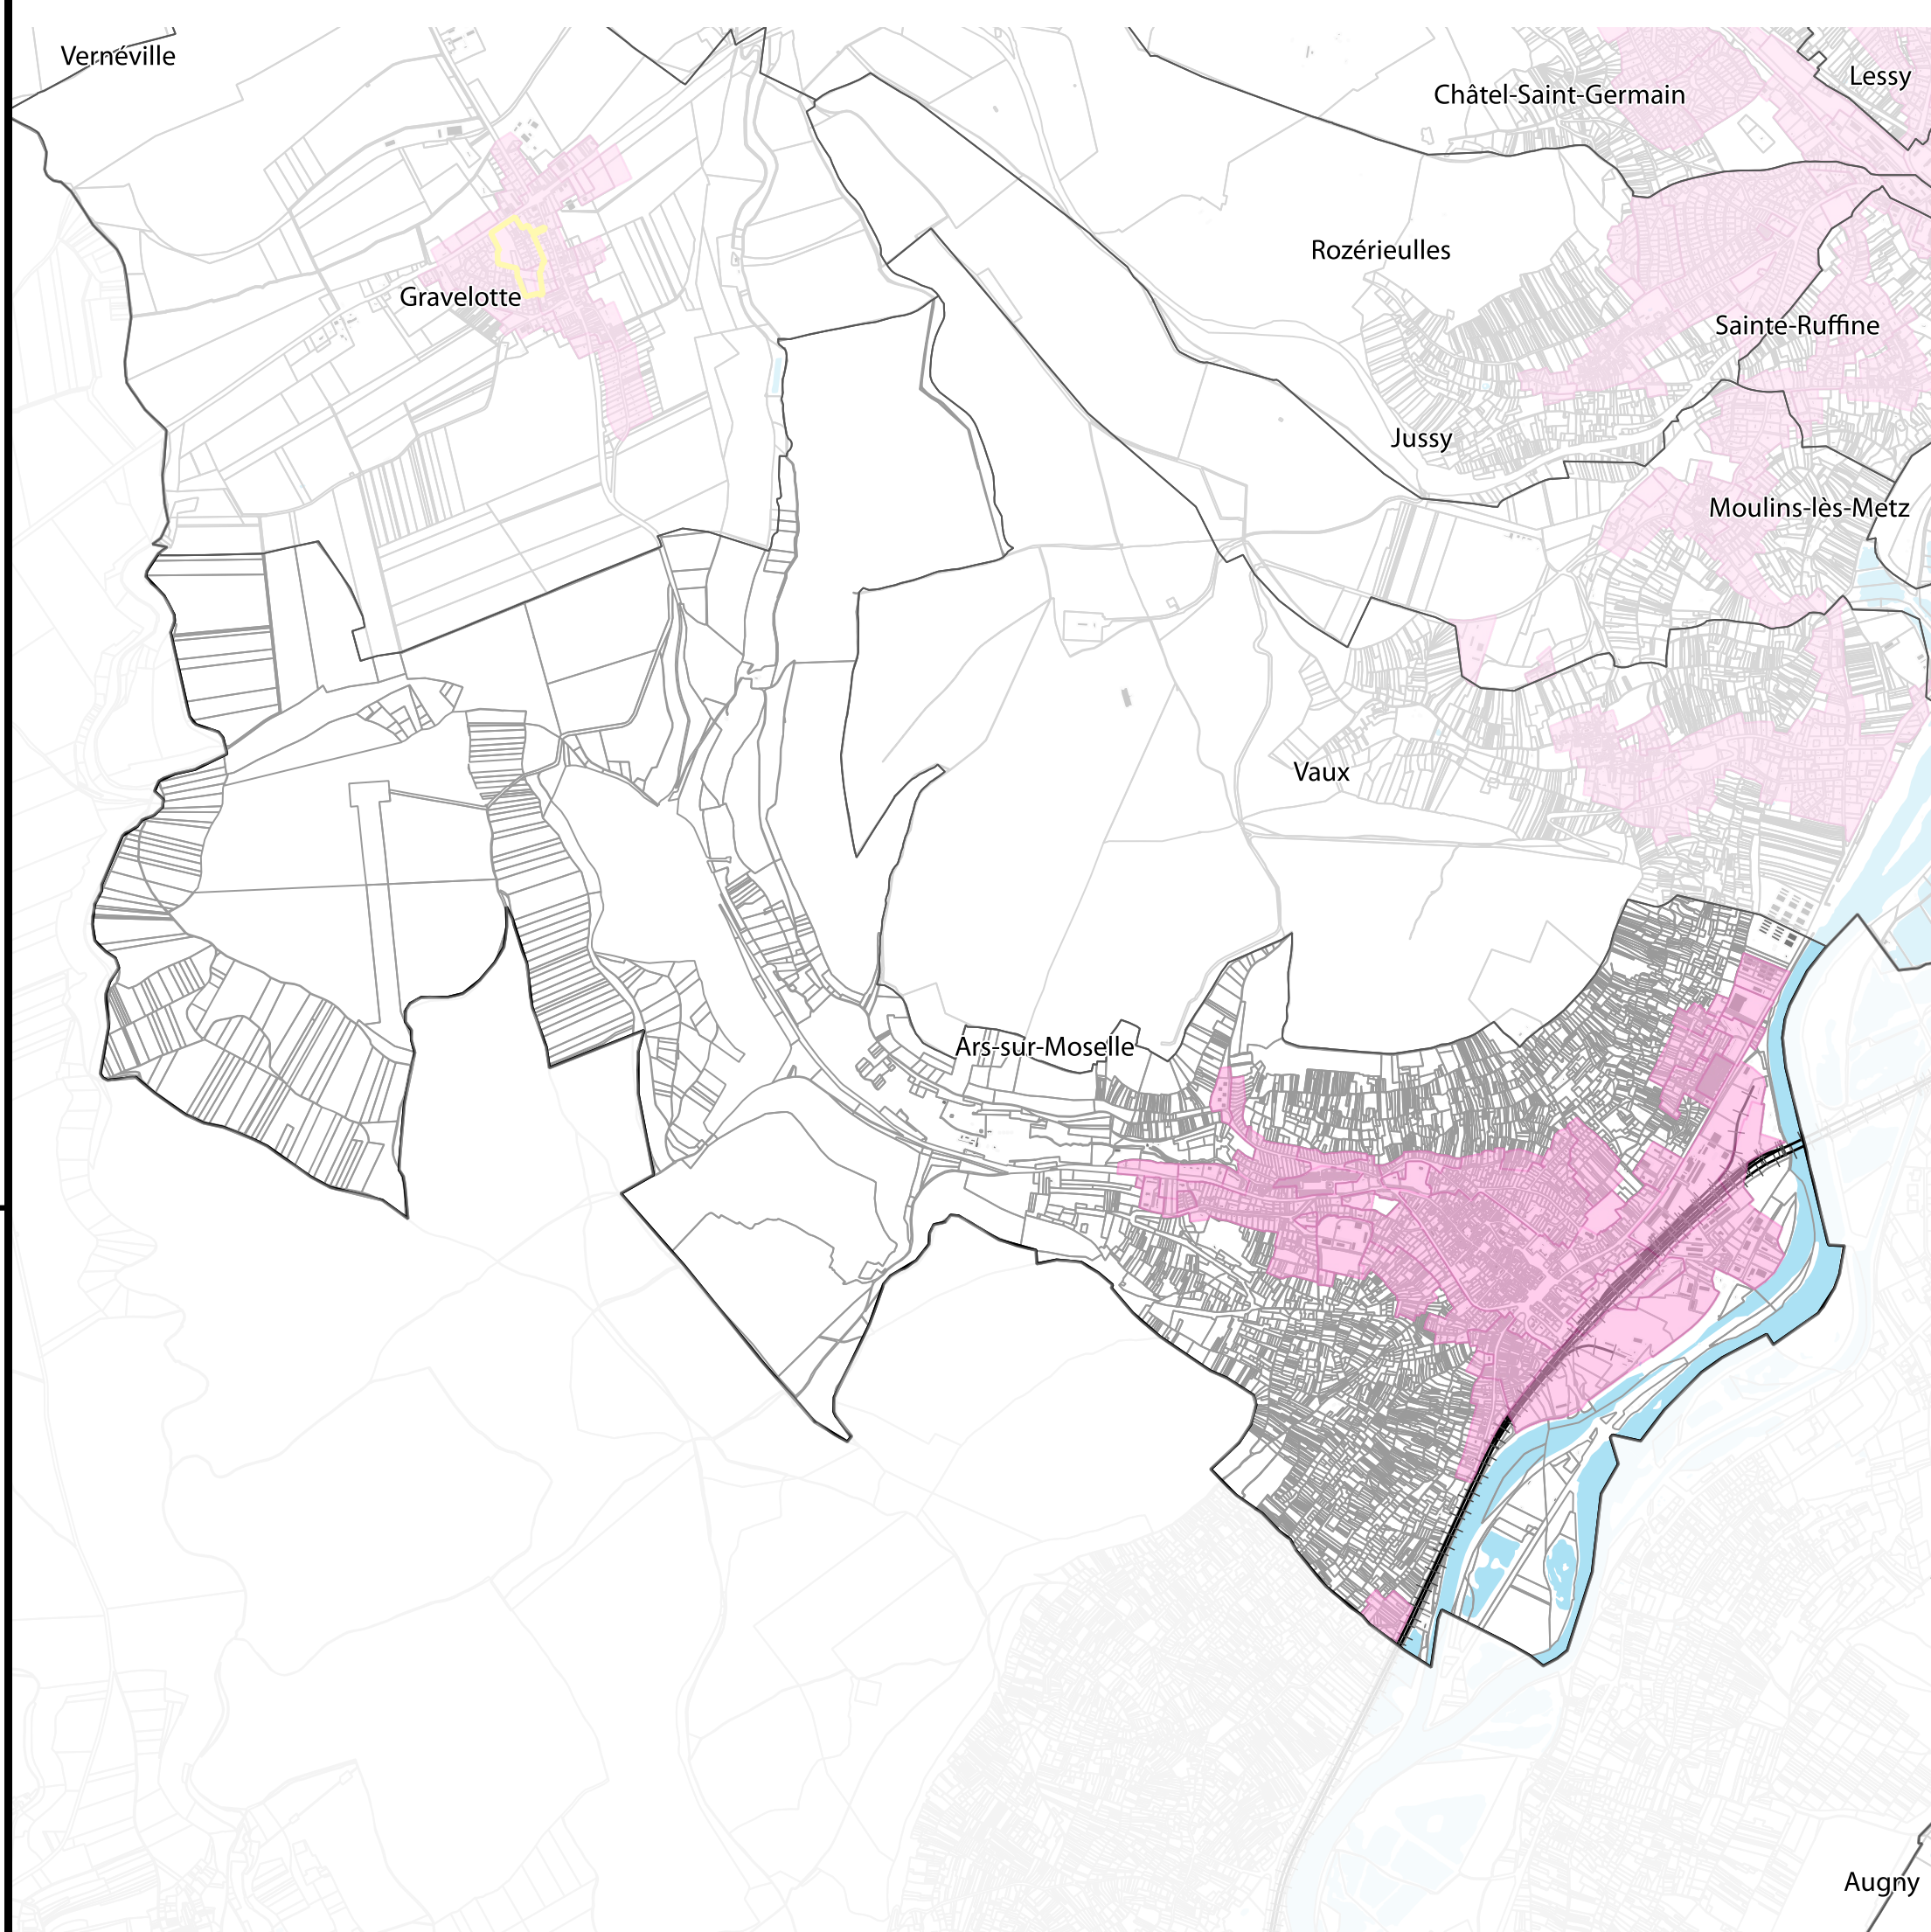 Vernéville
Lessy
Châtel-Saint-Germain
Rozérieulles
Gravelotte
Sainte-Ruffine
Jussy
Moulins-lès-Metz
Vaux
Ars-sur-Moselle
Augny